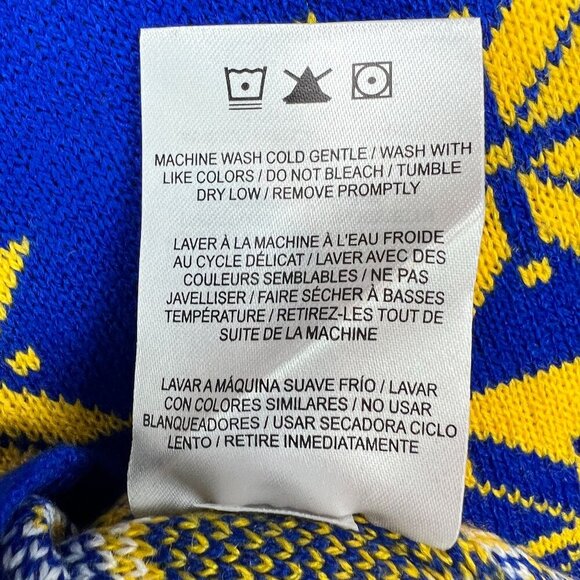 MACHINE WASH COLD GENTLE / WASH WITH
LIKE COLORS / DO NOT BLEACH / TUMBLE
DRY LOW / REMOVE PROMPTLY
LAVER À LA MACHINE À L'EAU FROIDE
AU CYCLE DÉLICAT / LAVER AVEC DES
COULEURS SEMBLABLES / NE PAS
JAVELLISER / FAIRE SÉCHER À BASSES
TEMPÉRATURE / RETIREZ-LES TOUT DE
SUITE DE LA MACHINE
LAVAR A MÁQUINA SUAVE FRÍO / LAVAR
CON COLORES SIMILARES / NO USAR
BLANQUEADORES / USAR SECADORA CICLO
LENTO / RETIRE INMEDIATAMENTE